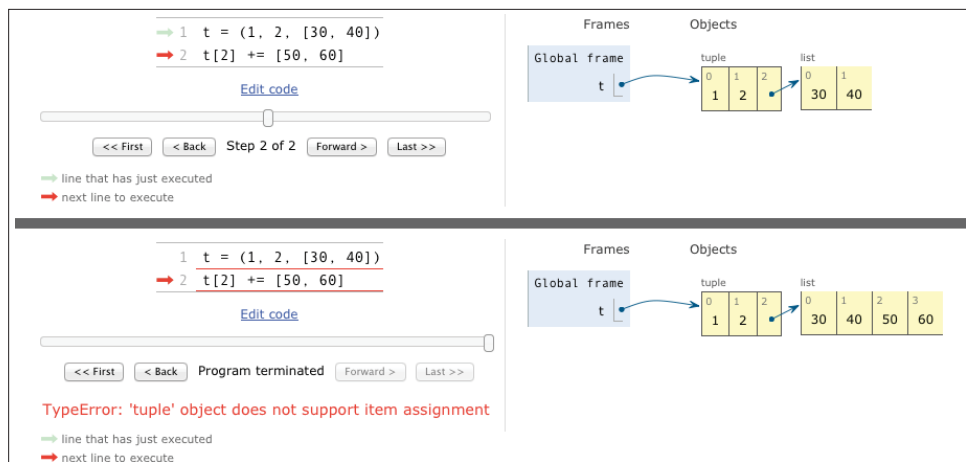 1 t = (1, 2, [30, 40])
2 t[2] += [50, 60]
Edit code
<< First < Back Step 2 of 2 Forward > Last >>
line that has just executed
next line to execute
Frames Objects
Global frame
t
tuple
0 1 2
1 2
list
0 1
30 40
1 t = (1, 2, [30, 40])
2 t[2] += [50, 60]
Edit code
<< First < Back Program terminated Forward > Last >>
TypeError: 'tuple' object does not support item assignment
line that has just executed
next line to execute
Frames Objects
Global frame
t
tuple
0 1 2
1 2
list
0 1 2 3
30 40 50 60